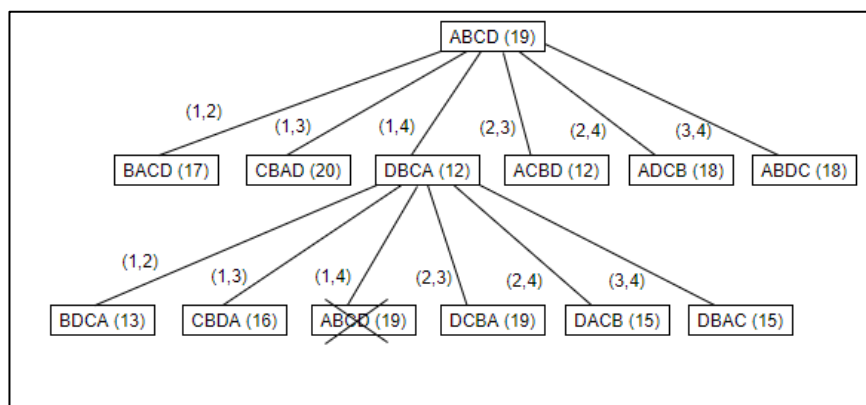 ABCD (19)
(1,2) (1,3) (1,4) (2,3) (2,4) (3,4)
BACD (17) CBAD (20) DBCA (12) ACBD (12) ADCB (18) ABDC (18)
(1,2) (1,3) (1,4) (2,3) (2,4) (3,4)
BDCA (13) CBDA (16) ABCD (19) DCBA (19) DACB (15) DBAC (15)